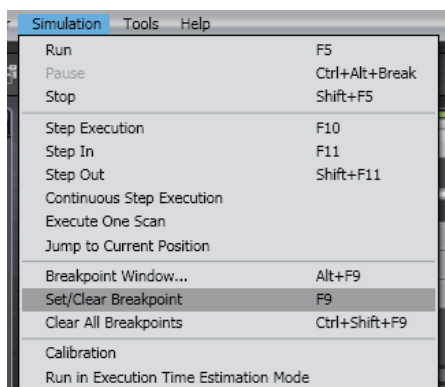 Simulation Tools Help
Run F5
Pause Ctrl+Alt+Break
Stop Shift+F5
Step Execution F10
Step In F11
Step Out Shift+F11
Continuous Step Execution
Execute One Scan
Jump to Current Position
Breakpoint Window... Alt+F9
Set/Clear Breakpoint F9
Clear All Breakpoints Ctrl+Shift+F9
Calibration
Run in Execution Time Estimation Mode